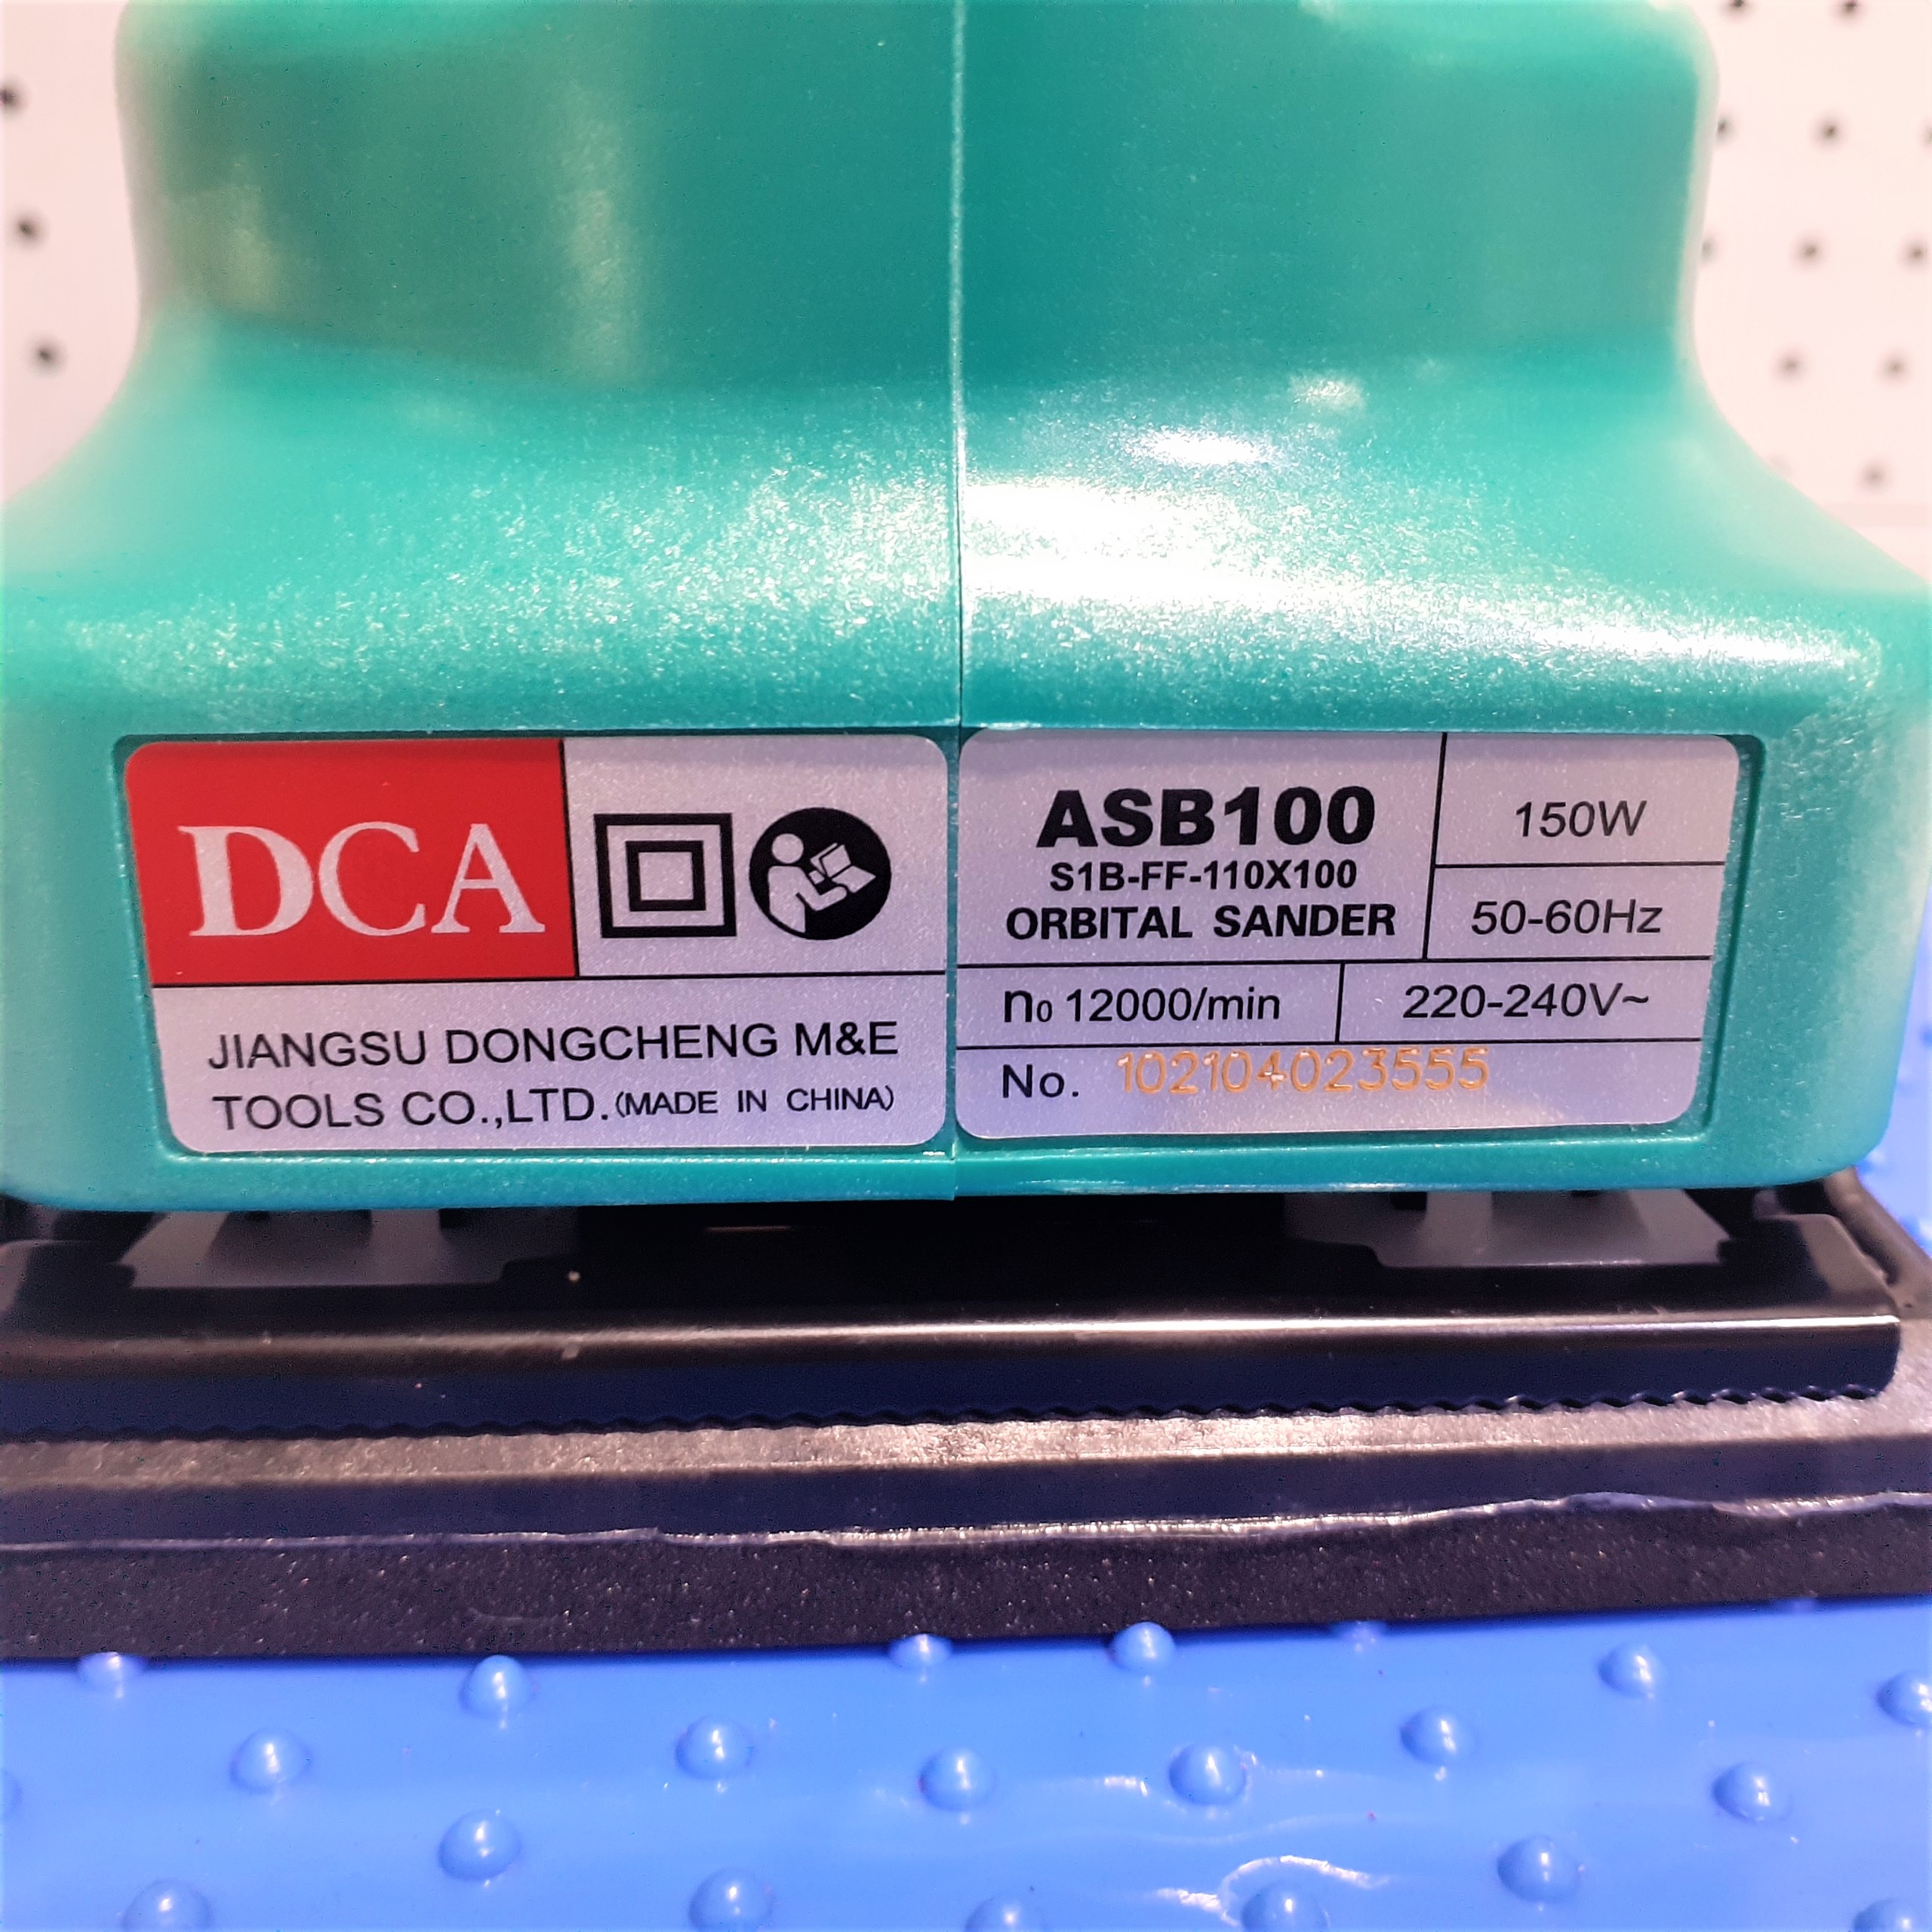 DCA
JIANGSU DONGCHENG M&E
TOOLS CO.,LTD.(MADE IN CHINA)
ASB100
S1B-FF-110X100
ORBITAL SANDER
150W
50-60Hz
n₀ 12000/min
220-240V~
No. 102104023555